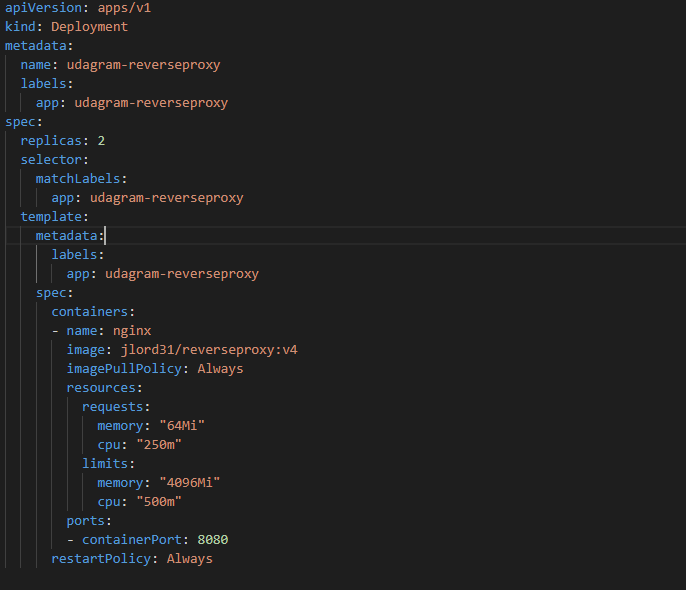 apiVersion: apps/v1
kind: Deployment
metadata:
  name: udagram-reverseproxy
  labels:
    app: udagram-reverseproxy
spec:
  replicas: 2
  selector:
    matchLabels:
      app: udagram-reverseproxy
  template:
    metadata:
      labels:
        app: udagram-reverseproxy
    spec:
      containers:
      - name: nginx
        image: jlord31/reverseproxy:v4
        imagePullPolicy: Always
        resources:
          requests:
            memory: "64Mi"
            cpu: "250m"
          limits:
            memory: "4096Mi"
            cpu: "500m"
        ports:
        - containerPort: 8080
      restartPolicy: Always